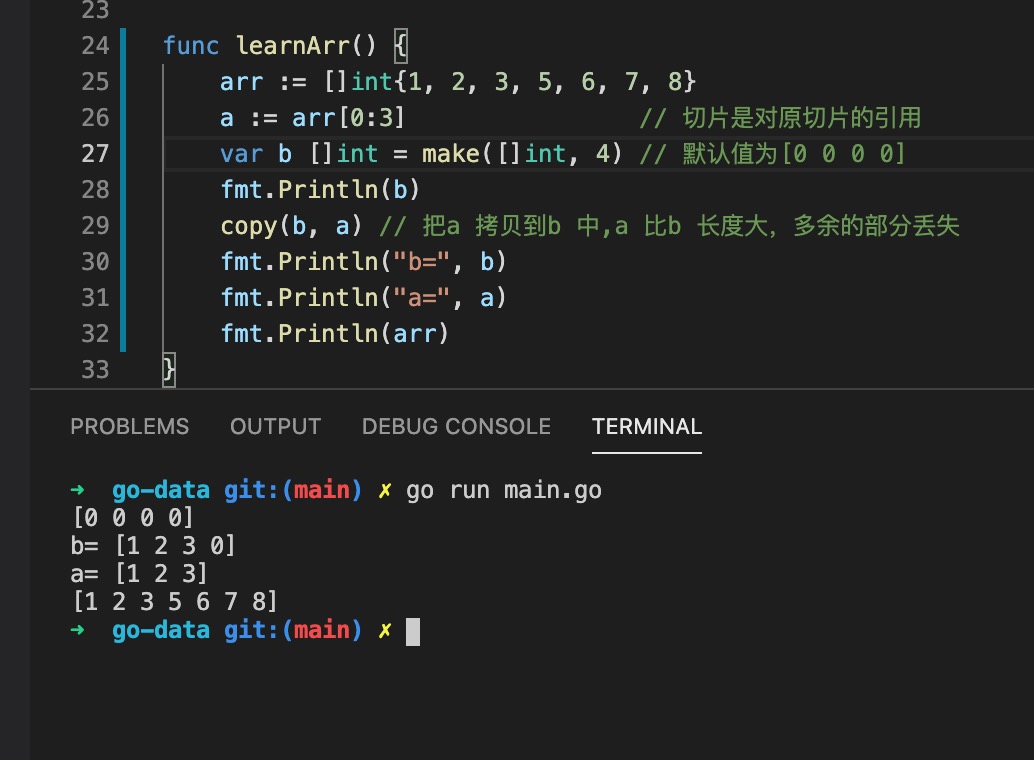 23
24 func learnArr() {
25 arr := []int{1, 2, 3, 5, 6, 7, 8}
26 a := arr[0:3] // 切片是对原切片的引用
27 var b []int = make([]int, 4) // 默认值为[0 0 0 0]
28 fmt.Println(b)
29 copy(b, a) // 把a 拷贝到b 中,a 比b 长度大，多余的部分丢失
30 fmt.Println("b=", b)
31 fmt.Println("a=", a)
32 fmt.Println(arr)
33 }
PROBLEMS OUTPUT DEBUG CONSOLE TERMINAL
➜ go-data git:(main) ✗ go run main.go
[0 0 0 0]
b= [1 2 3 0]
a= [1 2 3]
[1 2 3 5 6 7 8]
➜ go-data git:(main) ✗